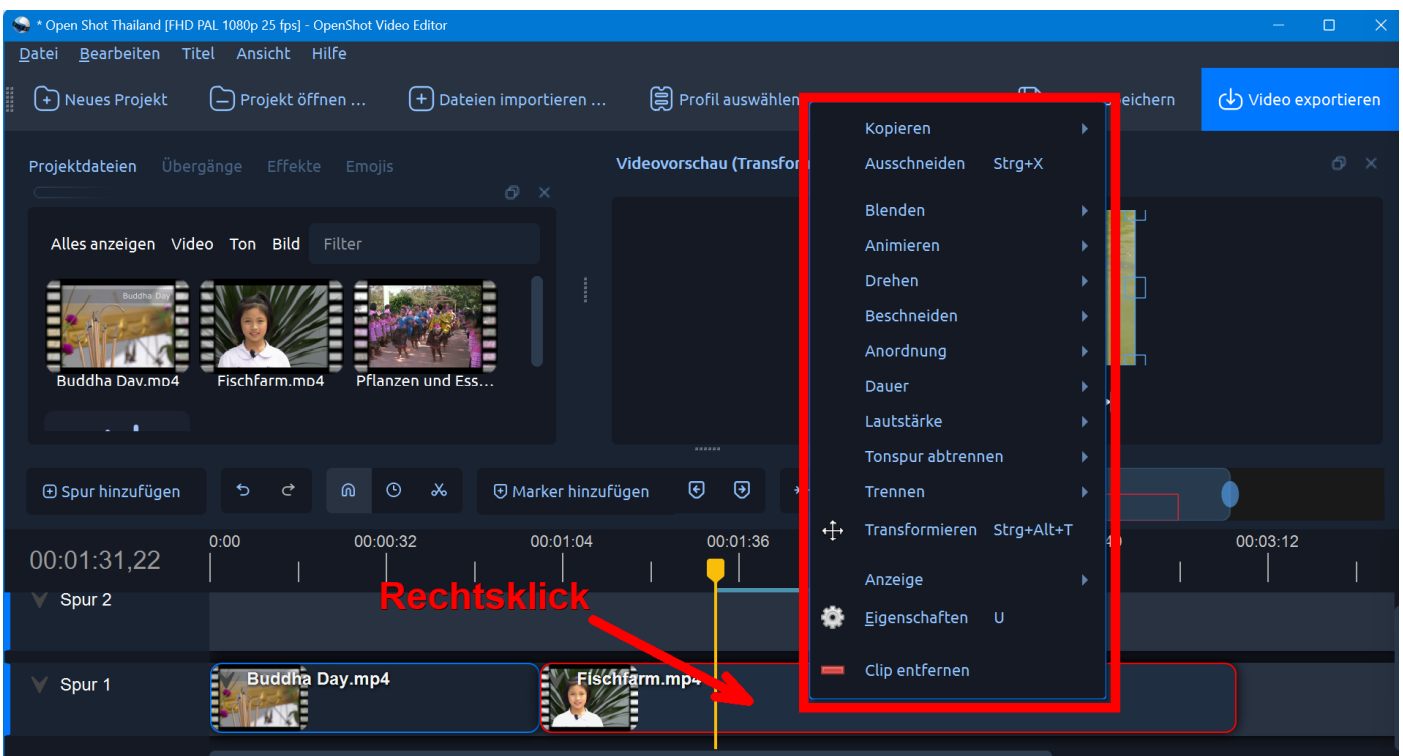 * Open Shot Thailand [FHD PAL 1080p 25 fps] - OpenShot Video Editor
Datei Bearbeiten Titel Ansicht Hilfe
Neues Projekt Projekt öffnen ... Dateien importieren ... Profil auswählen eichern Video exportieren
Projektdateien Übergänge Effekte Emojis
Videovorschau (Transfor
Alles anzeigen Video Ton Bild Filter
Buddha Day
Buddha Day.mp4 Fischfarm.mp4 Pflanzen und Ess...
Kopieren
Ausschneiden Strg+X
Blenden
Animieren
Drehen
Beschneiden
Anordnung
Dauer
Lautstärke
Tonspur abtrennen
Trennen
Transformieren Strg+Alt+T
Anzeige
Eigenschaften U
Clip entfernen
Spur hinzufügen Marker hinzufügen
00:01:31,22
0:00 00:00:32 00:01:04 00:01:36 00:03:12
Rechtsklick
Spur 2
Spur 1
Buddha Day.mp4
Fischfarm.mp4